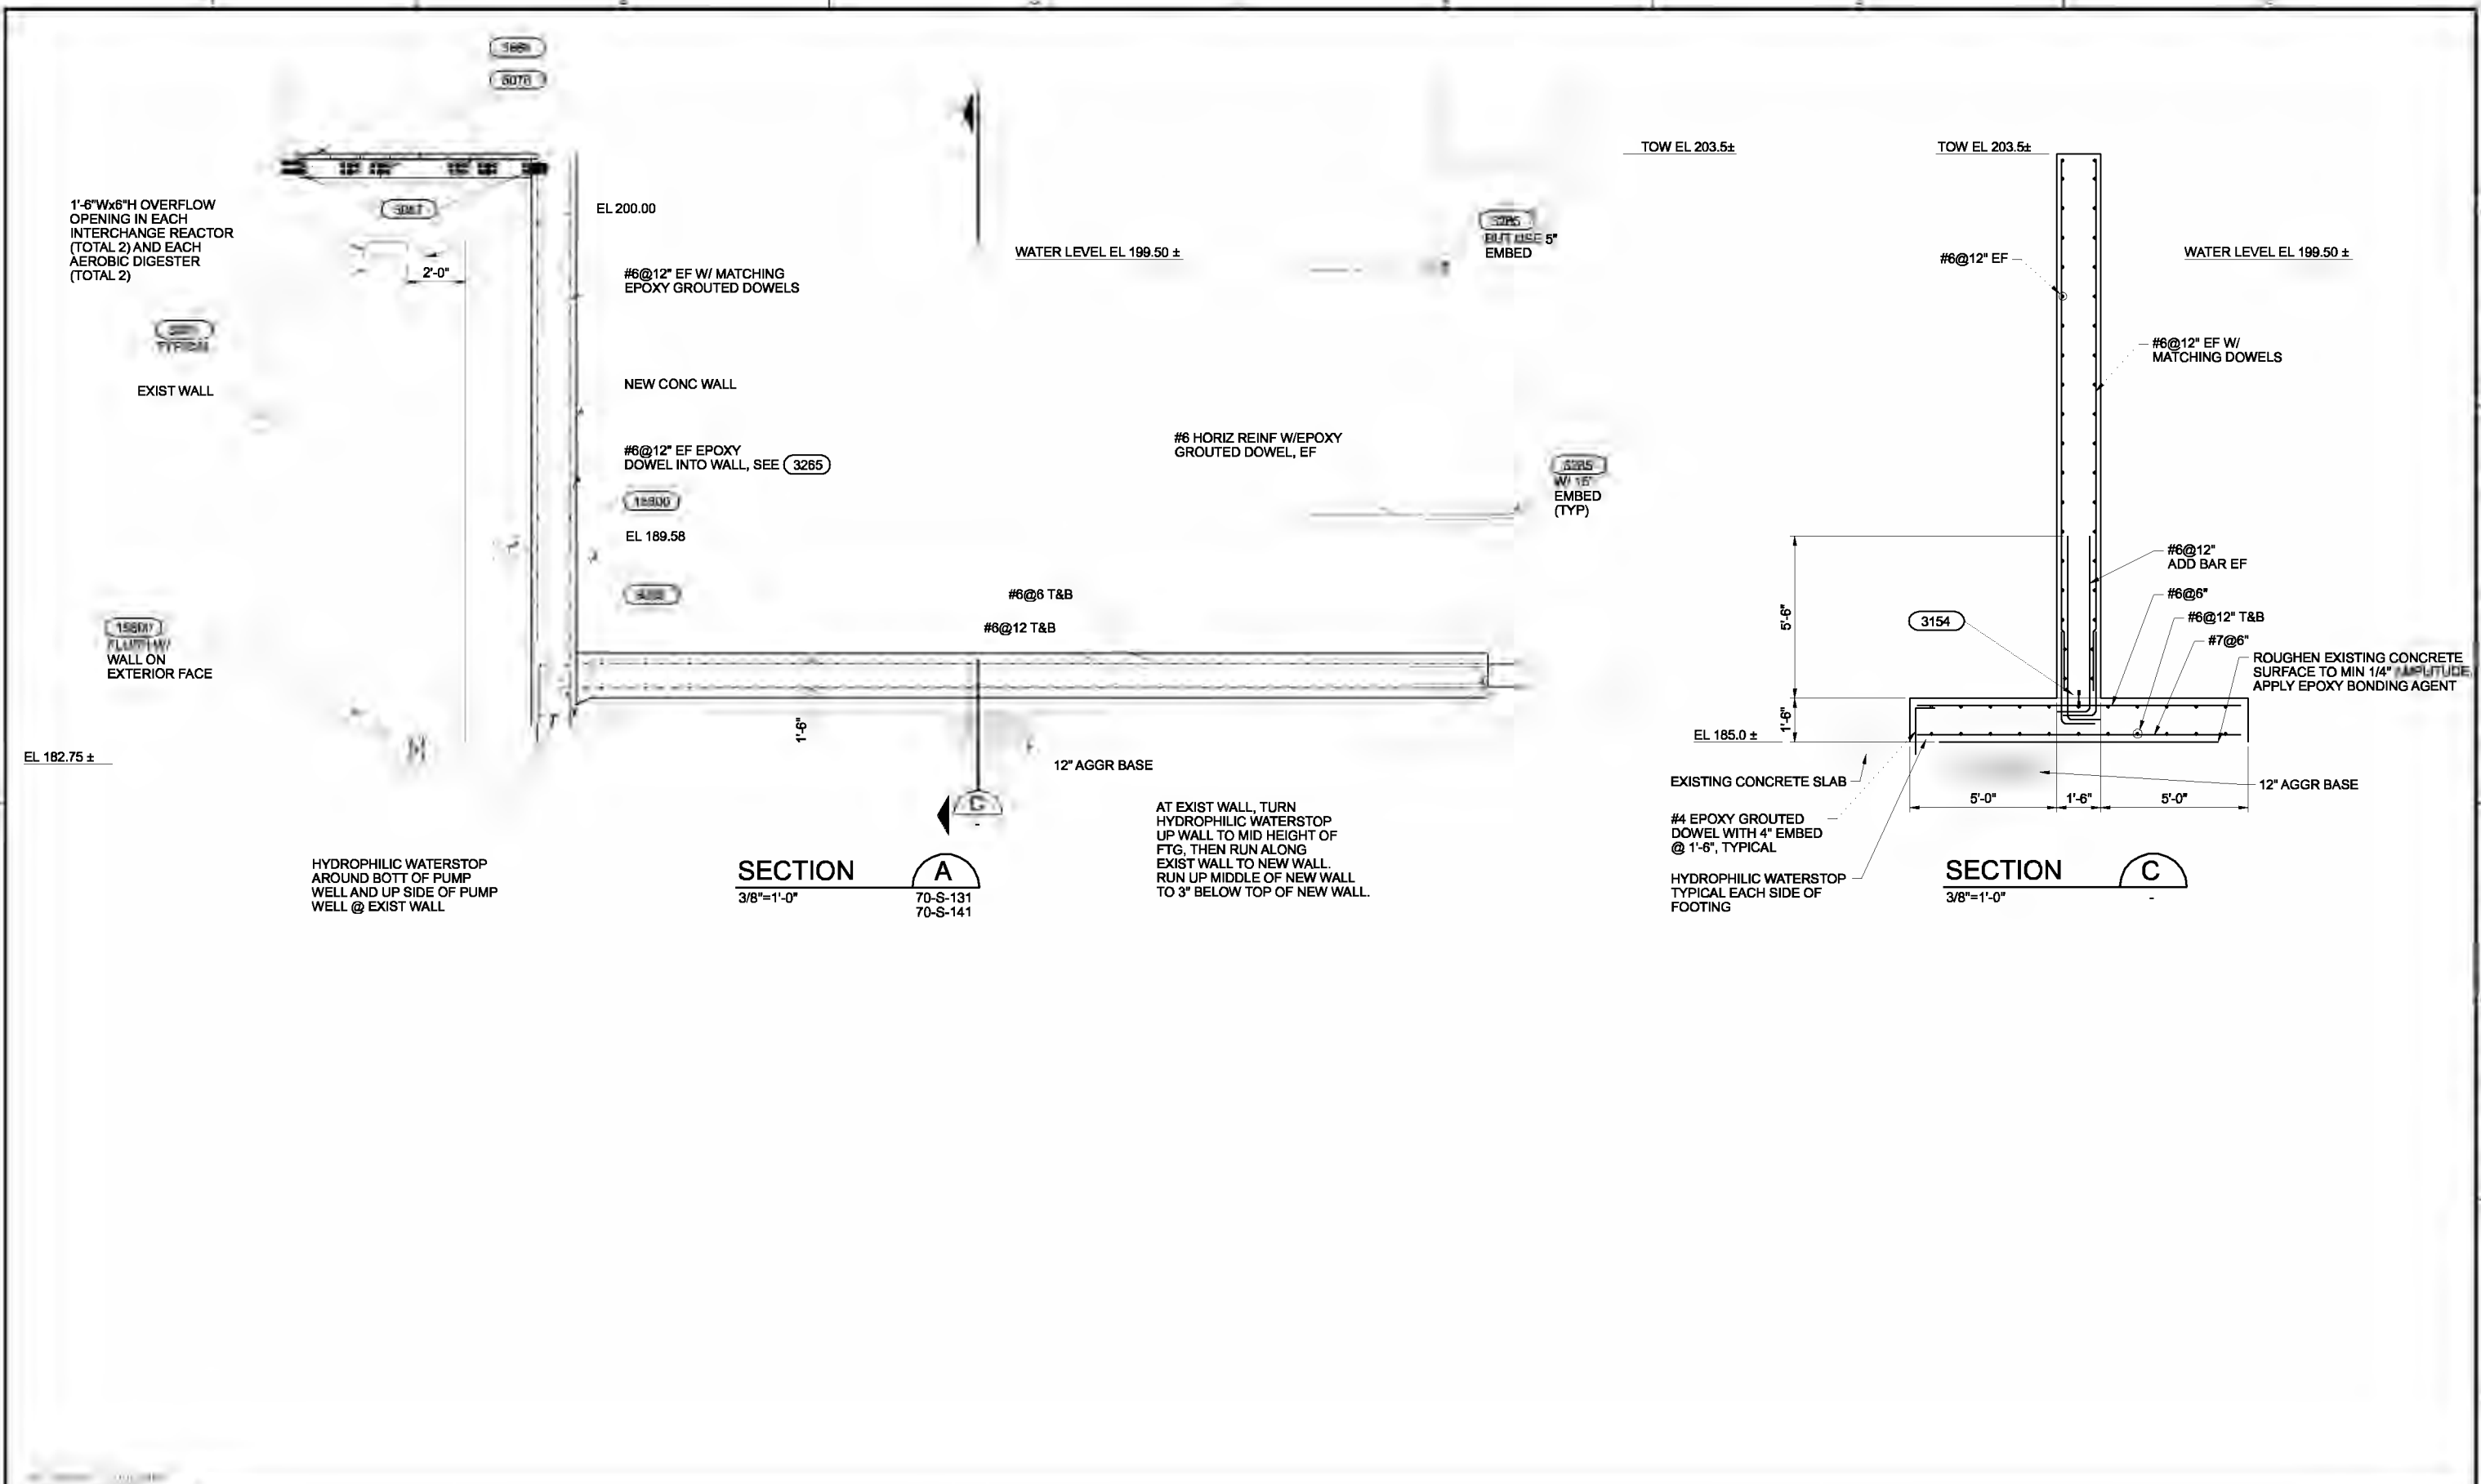 1'-6"Wx6"H OVERFLOW
OPENING IN EACH
INTERCHANGE REACTOR
(TOTAL 2) AND EACH
AEROBIC DIGESTER
(TOTAL 2)
2'-0"
EXIST WALL
WALL ON
EXTERIOR FACE
EL 182.75 ±
HYDROPHILIC WATERSTOP
AROUND BOTT OF PUMP
WELL AND UP SIDE OF PUMP
WELL @ EXIST WALL
EL 200.00
#6@12" EF W/ MATCHING
EPOXY GROUTED DOWELS
NEW CONC WALL
#6@12" EF EPOXY
DOWEL INTO WALL, SEE 3265
EL 189.58
WATER LEVEL EL 199.50 ±
BUT USE 5"
EMBED
#6 HORIZ REINF W/EPOXY
GROUTED DOWEL, EF
W/ 15"
EMBED
(TYP)
#6@6 T&B
#6@12 T&B
1'-6"
12" AGGR BASE
C
-
AT EXIST WALL, TURN
HYDROPHILIC WATERSTOP
UP WALL TO MID HEIGHT OF
FTG, THEN RUN ALONG
EXIST WALL TO NEW WALL.
RUN UP MIDDLE OF NEW WALL
TO 3" BELOW TOP OF NEW WALL.
SECTION A
3/8"=1'-0"
70-S-131
70-S-141
TOW EL 203.5±
TOW EL 203.5±
WATER LEVEL EL 199.50 ±
#6@12" EF
#6@12" EF W/
MATCHING DOWELS
#6@12"
ADD BAR EF
#6@6"
#6@12" T&B
#7@6"
ROUGHEN EXISTING CONCRETE
SURFACE TO MIN 1/4" AMPLITUDE,
APPLY EPOXY BONDING AGENT
5'-6"
3154
1'-6"
EL 185.0 ±
EXISTING CONCRETE SLAB
12" AGGR BASE
5'-0"
1'-6"
5'-0"
#4 EPOXY GROUTED
DOWEL WITH 4" EMBED
@ 1'-6", TYPICAL
HYDROPHILIC WATERSTOP
TYPICAL EACH SIDE OF
FOOTING
SECTION C
3/8"=1'-0"
-